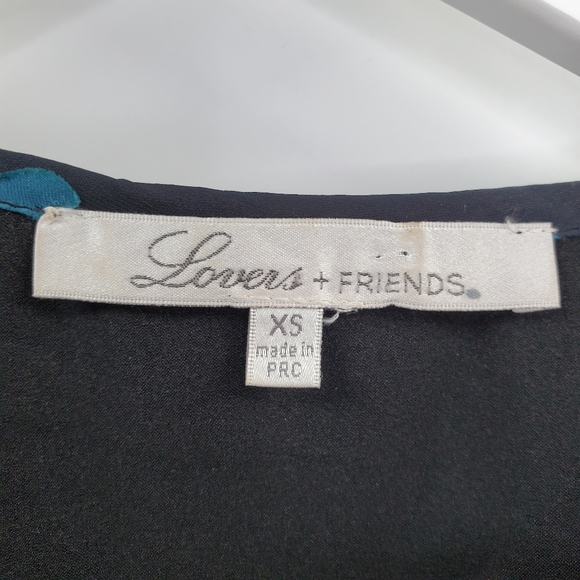 Lovers + FRIENDS.
XS
made in
PRC